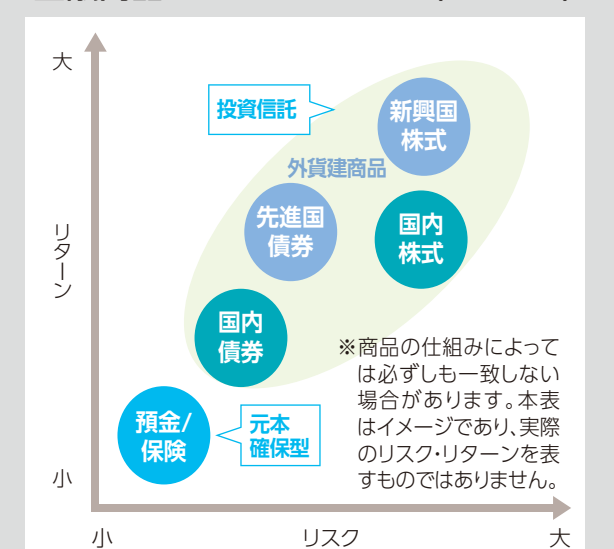 大
投資信託
新興国
株式
外貨建商品
先進国
債券
国内
株式
リターン
国内
債券
※商品の仕組みによって
は必ずしも一致しない
場合があります。本表
はイメージであり、実際
のリスク・リターンを表
すものではありません。
預金/
保険
元本
確保型
小
小
リスク
大